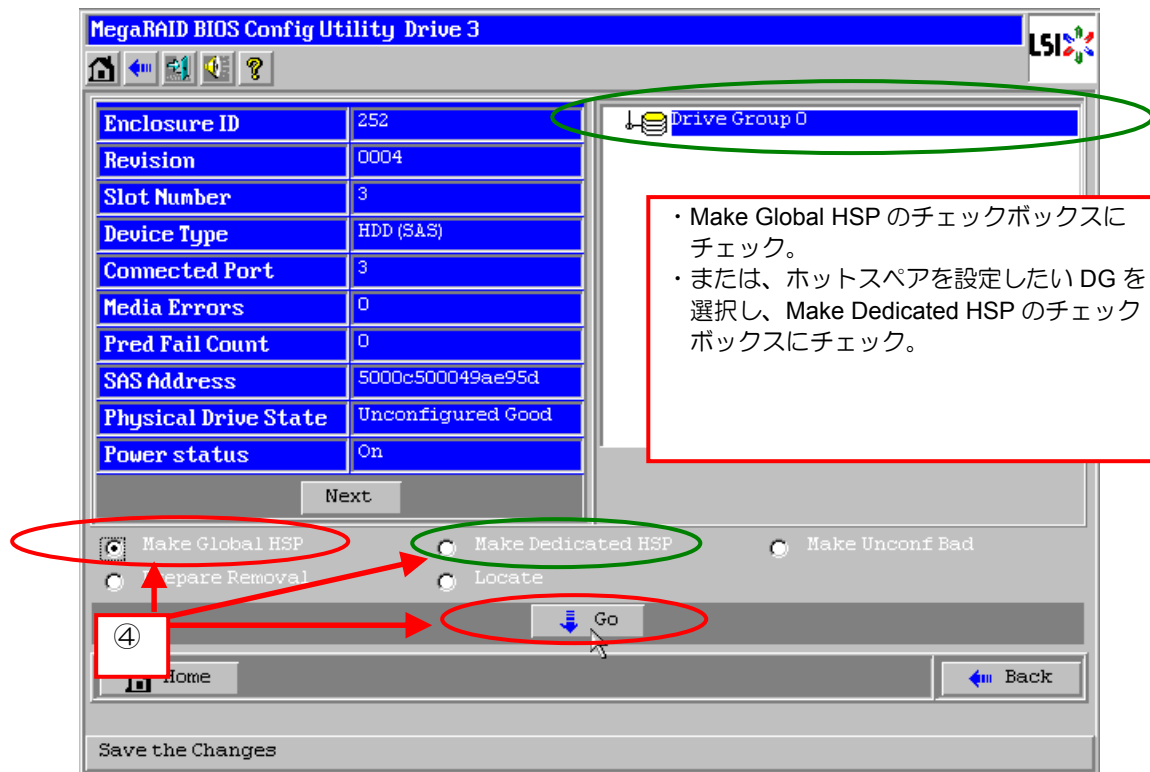 MegaRAID BIOS Config Utility Drive 3
LSI
Enclosure ID 252
Revision 0004
Slot Number 3
Device Type HDD (SAS)
Connected Port 3
Media Errors 0
Pred Fail Count 0
SAS Address 5000c500049ae95d
Physical Drive State Unconfigured Good
Power status On
Next
Drive Group 0
・Make Global HSP のチェックボックスに
チェック。
・または、ホットスペアを設定したい DG を
選択し、Make Dedicated HSP のチェック
ボックスにチェック。
Make Global HSP Make Dedicated HSP Make Unconf Bad
Prepare Removal Locate
Go
④
Home Back
Save the Changes